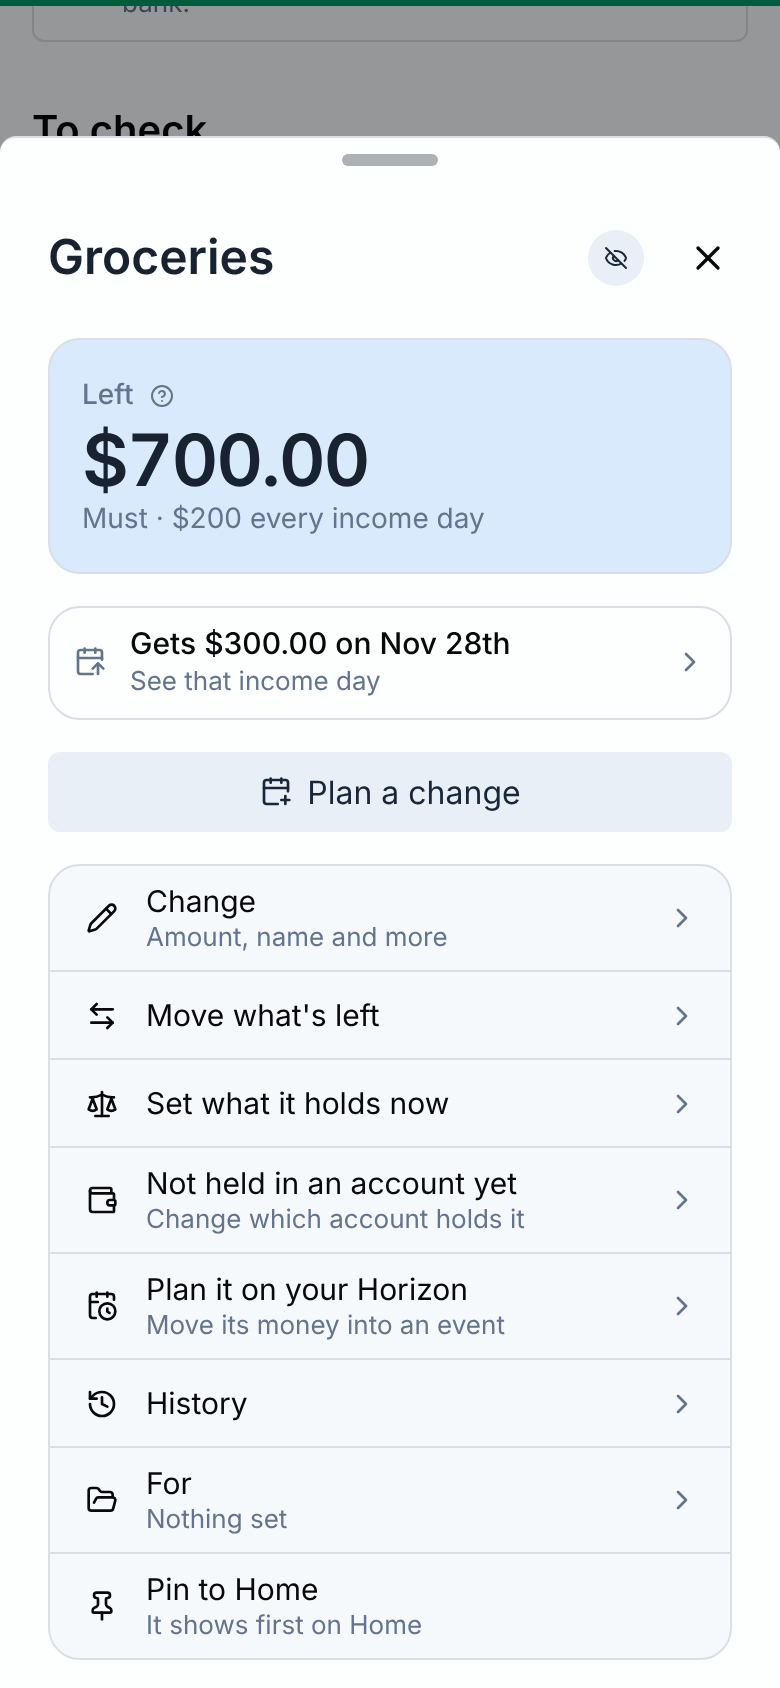 bank.
To check
Groceries
Left
$700.00
Must · $200 every income day
Gets $300.00 on Nov 28th
See that income day
Plan a change
Change
Amount, name and more
Move what's left
Set what it holds now
Not held in an account yet
Change which account holds it
Plan it on your Horizon
Move its money into an event
History
For
Nothing set
Pin to Home
It shows first on Home